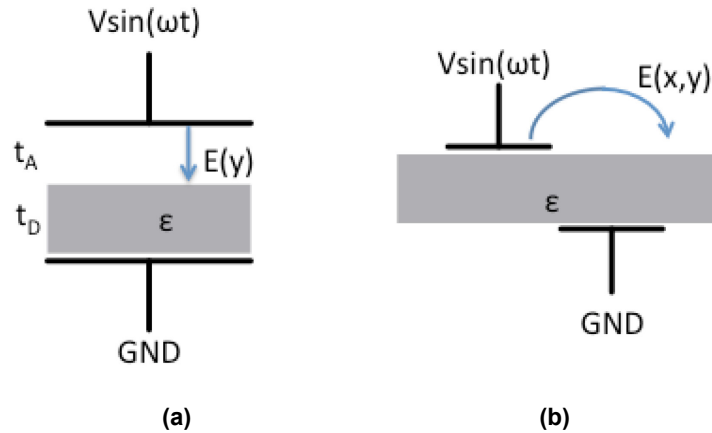 Vsin(ωt)
t_A
E(y)
t_D
ε
GND
(a)
Vsin(ωt)
E(x,y)
ε
GND
(b)